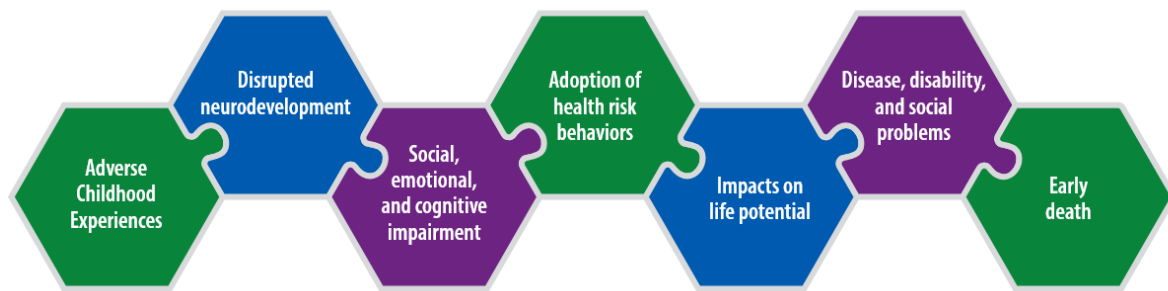 Adverse
Childhood
Experiences
Disrupted
neurodevelopment
Social,
emotional,
and cognitive
impairment
Adoption of
health risk
behaviors
Impacts on
life potential
Disease, disability,
and social
problems
Early
death